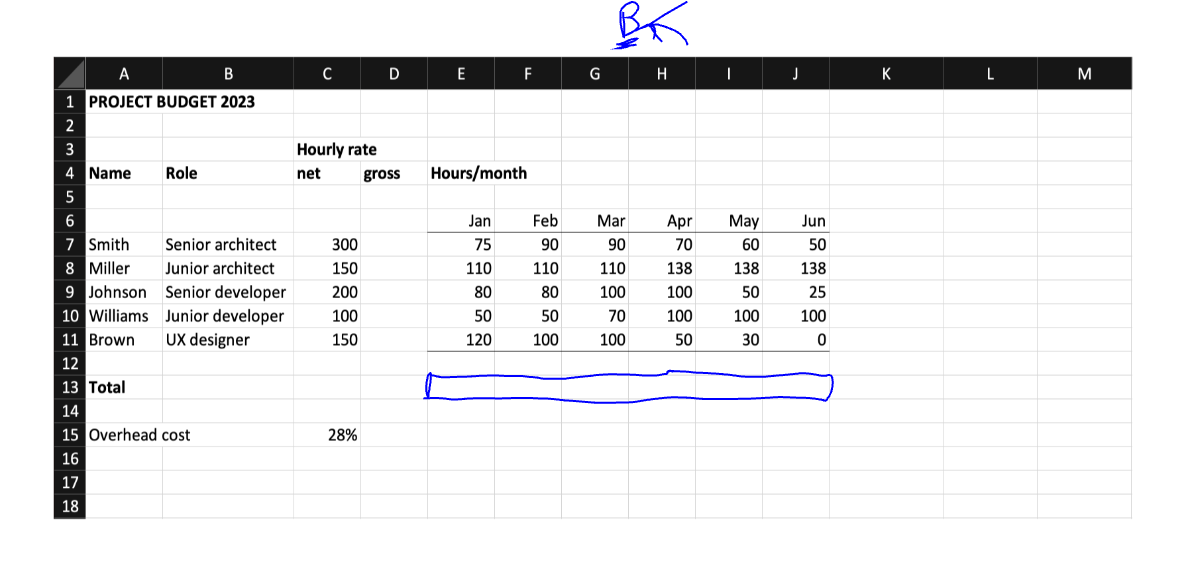 BK
A B C D E F G H I J K L M
1 PROJECT BUDGET 2023
2
3 Hourly rate
4 Name Role net gross Hours/month
5
6 Jan Feb Mar Apr May Jun
7 Smith Senior architect 300 75 90 90 70 60 50
8 Miller Junior architect 150 110 110 110 138 138 138
9 Johnson Senior developer 200 80 80 100 100 50 25
10 Williams Junior developer 100 50 50 70 100 100 100
11 Brown UX designer 150 120 100 100 50 30 0
12
13 Total
14
15 Overhead cost 28%
16
17
18